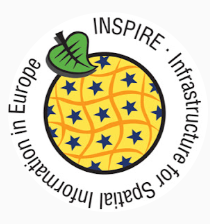 INSPIRE · Infrastructure for Spatial Information in Europe